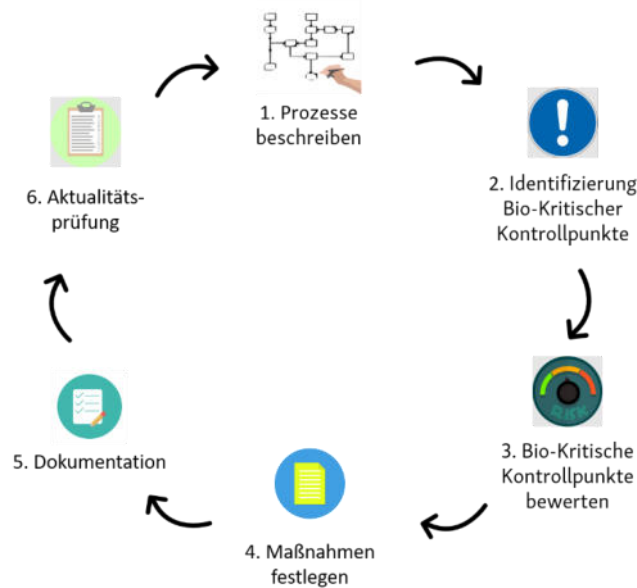 1. Prozesse
beschreiben
2. Identifizierung
Bio-Kritischer
Kontrollpunkte
RISK
3. Bio-Kritische
Kontrollpunkte
bewerten
4. Maßnahmen
festlegen
5. Dokumentation
6. Aktualitäts-
prüfung